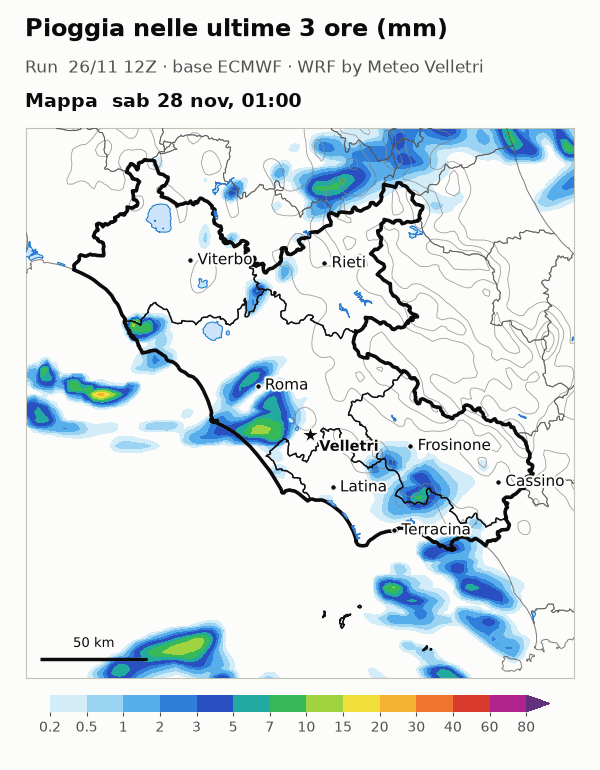 Pioggia nelle ultime 3 ore (mm)
Run 26/11 12Z · base ECMWF · WRF by Meteo Velletri
Mappa sab 28 nov, 01:00
Viterbo
Rieti
Roma
Velletri
Frosinone
Latina
Cassino
Terracina
50 km
0.2 0.5 1 2 3 5 7 10 15 20 30 40 60 80